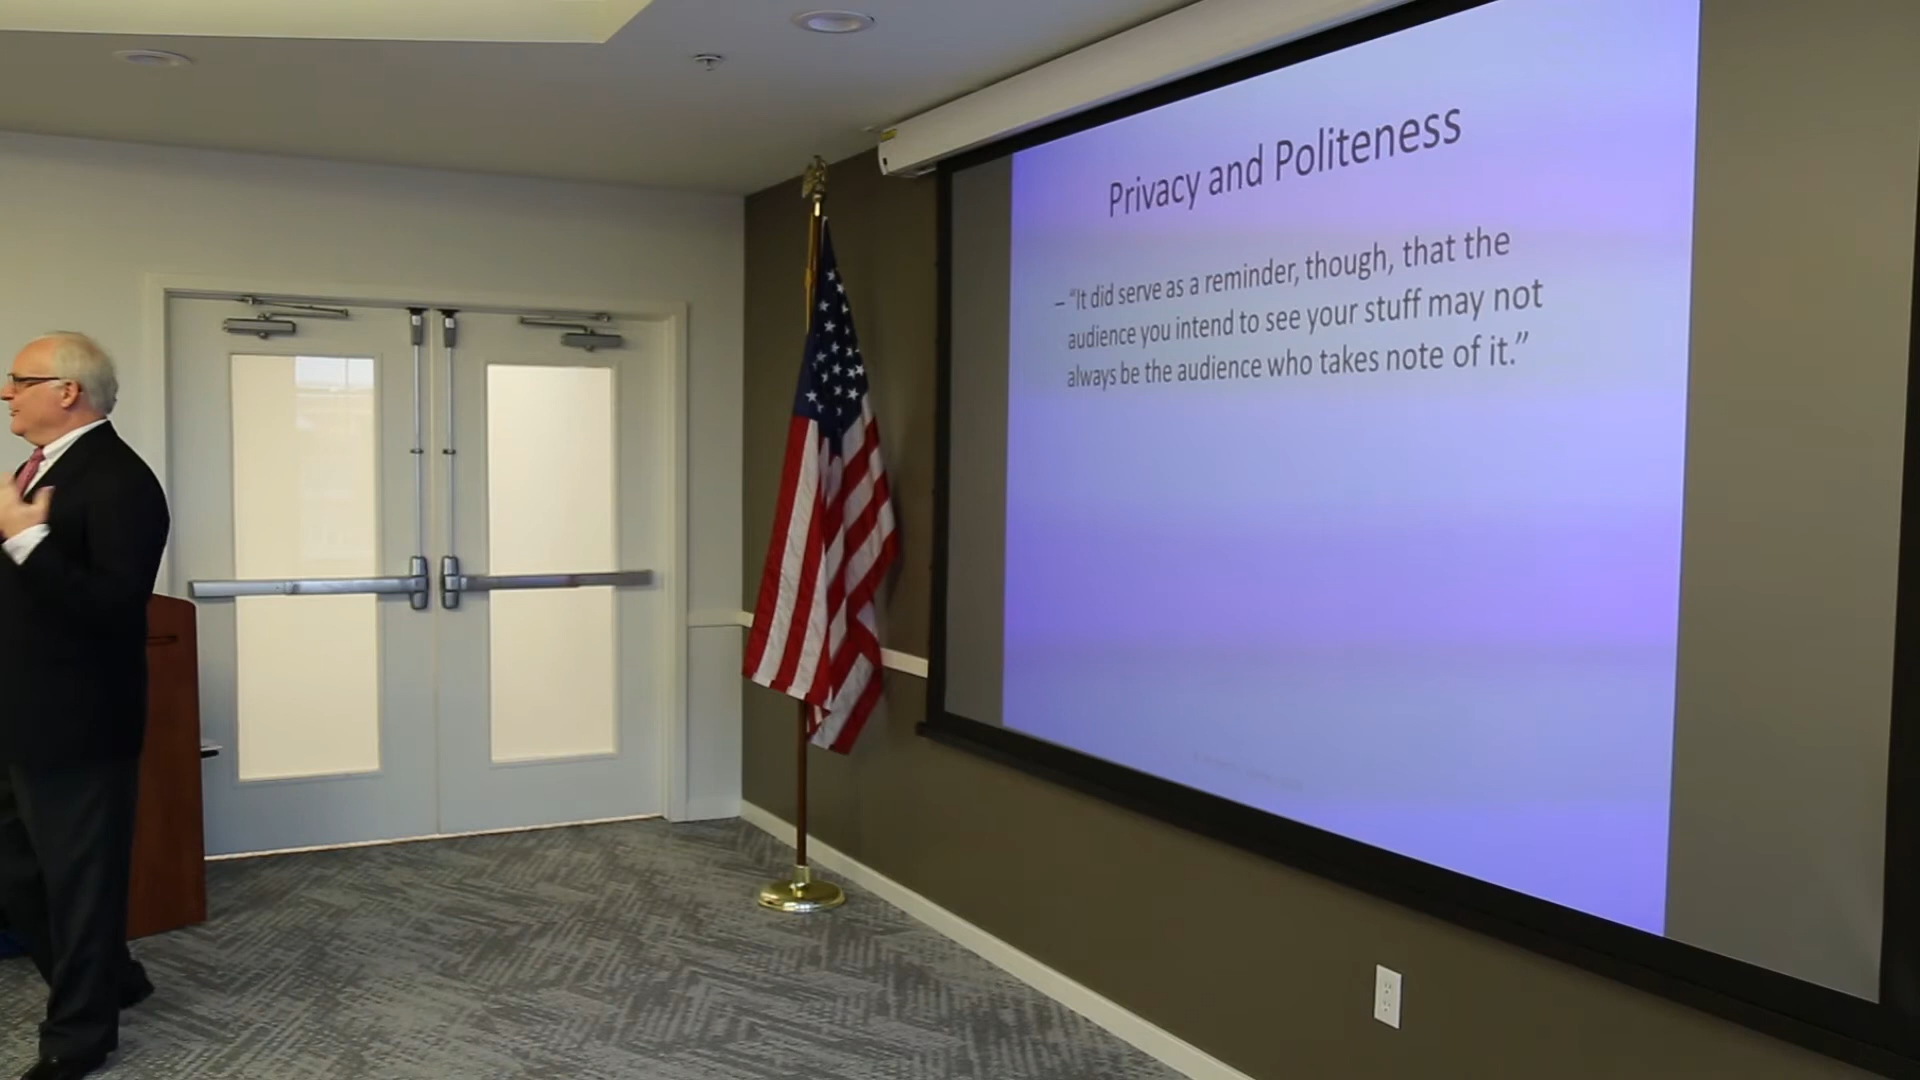 Privacy and Politeness
– “It did serve as a reminder, though, that the
audience you intend to see your stuff may not
always be the audience who takes note of it.”